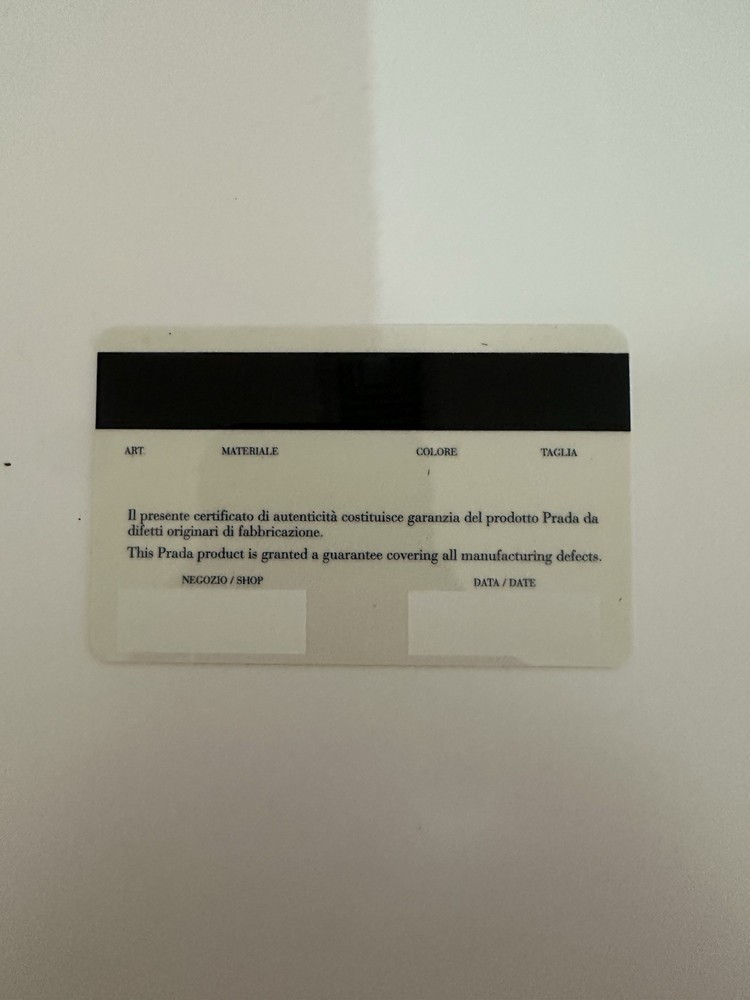 ART. MATERIALE COLORE TAGLIA
Il presente certificato di autenticità costituisce garanzia del prodotto Prada da
difetti originari di fabbricazione.
This Prada product is granted a guarantee covering all manufacturing defects.
NEGOZIO / SHOP DATA / DATE